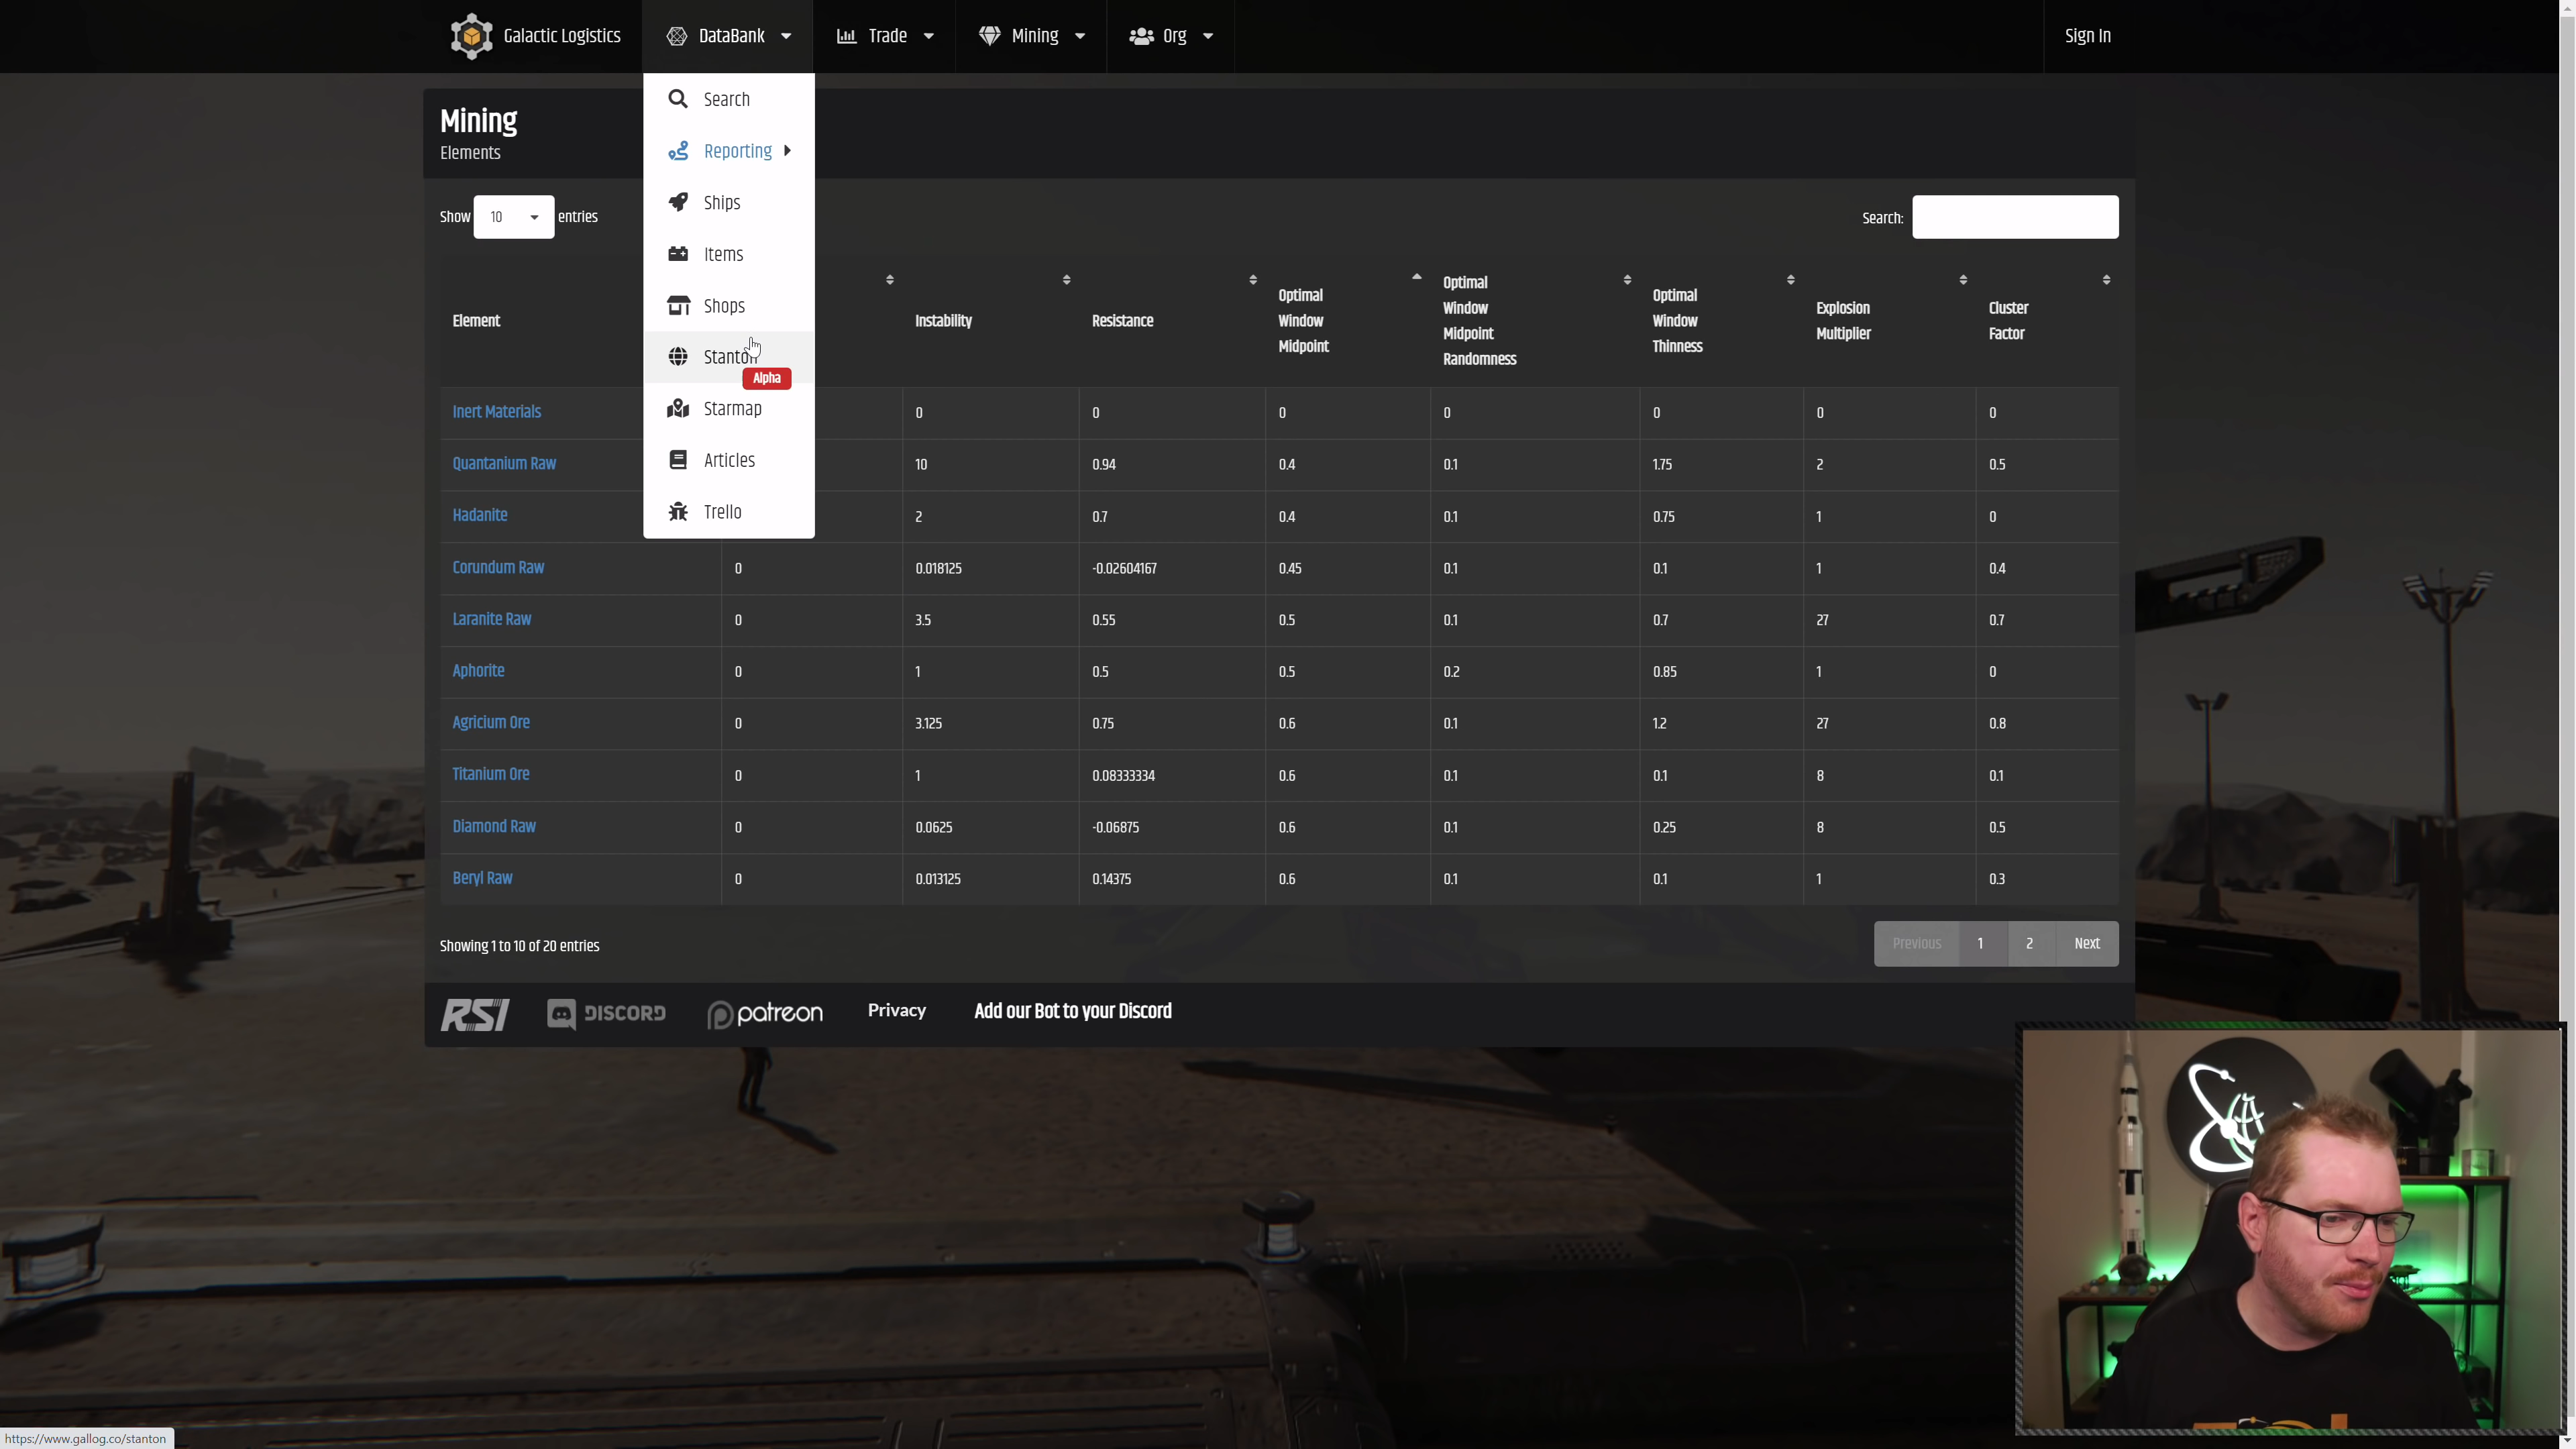 Galactic Logistics
DataBank
Trade
Mining
Org
Sign In
Mining
Elements
Search
Reporting
Ships
Items
Shops
Stanton
Alpha
Starmap
Articles
Trello
Show 10 entries
Search:
Element
Instability
Resistance
Optimal
Window
Midpoint
Optimal
Window
Midpoint
Randomness
Optimal
Window
Thinness
Explosion
Multiplier
Cluster
Factor
Inert Materials 0 0 0 0 0 0 0
Quantanium Raw 10 0.94 0.4 0.1 1.75 2 0.5
Hadanite 2 0.7 0.4 0.1 0.75 1 0
Corundum Raw 0 0.018125 -0.02604167 0.45 0.1 0.1 1 0.4
Laranite Raw 0 3.5 0.55 0.5 0.1 0.7 27 0.7
Aphorite 0 1 0.5 0.5 0.2 0.85 1 0
Agricium Ore 0 3.125 0.75 0.6 0.1 1.2 27 0.8
Titanium Ore 0 1 0.08333334 0.6 0.1 0.1 8 0.1
Diamond Raw 0 0.0625 -0.06875 0.6 0.1 0.25 8 0.5
Beryl Raw 0 0.013125 0.14375 0.6 0.1 0.1 1 0.3
Showing 1 to 10 of 20 entries
Previous 1 2 Next
RSI DISCORD patreon Privacy Add our Bot to your Discord
https://www.gallog.co/stanton